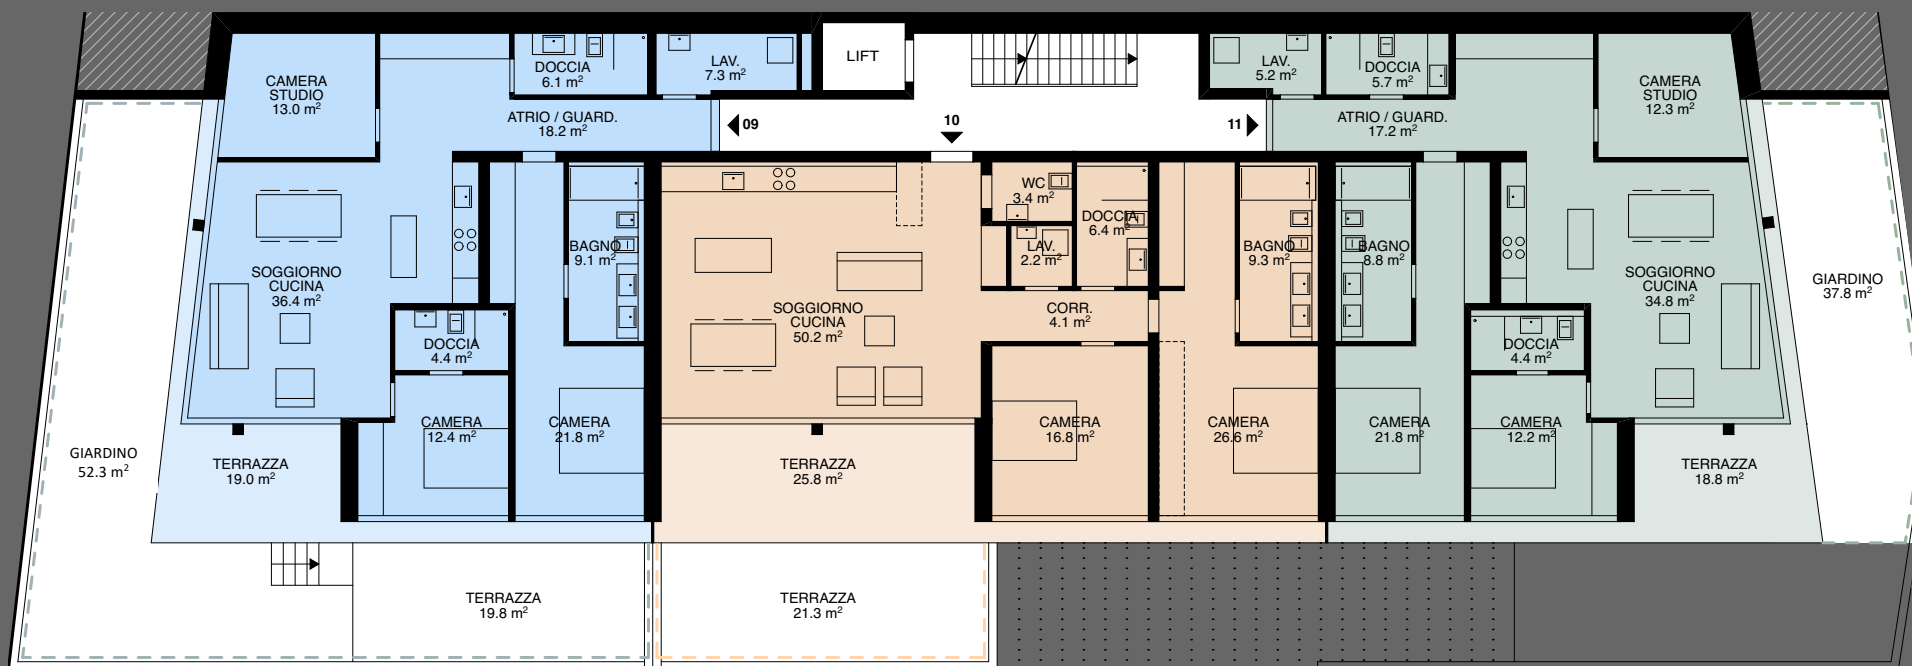 CAMERA
STUDIO
13.0 m²
DOCCIA
6.1 m²
LAV.
7.3 m²
ATRIO / GUARD.
18.2 m²
09
LIFT
10
11
LAV.
5.2 m²
DOCCIA
5.7 m²
ATRIO / GUARD.
17.2 m²
CAMERA
STUDIO
12.3 m²
SOGGIORNO
CUCINA
36.4 m²
BAGNO
9.1 m²
DOCCIA
4.4 m²
CAMERA
12.4 m²
CAMERA
21.8 m²
GIARDINO
52.3 m²
TERRAZZA
19.0 m²
TERRAZZA
19.8 m²
SOGGIORNO
CUCINA
50.2 m²
WC
3.4 m²
LAV.
2.2 m²
DOCCIA
6.4 m²
CORR.
4.1 m²
BAGNO
9.3 m²
CAMERA
16.8 m²
CAMERA
26.6 m²
TERRAZZA
25.8 m²
TERRAZZA
21.3 m²
BAGNO
8.8 m²
SOGGIORNO
CUCINA
34.8 m²
DOCCIA
4.4 m²
CAMERA
21.8 m²
CAMERA
12.2 m²
TERRAZZA
18.8 m²
GIARDINO
37.8 m²